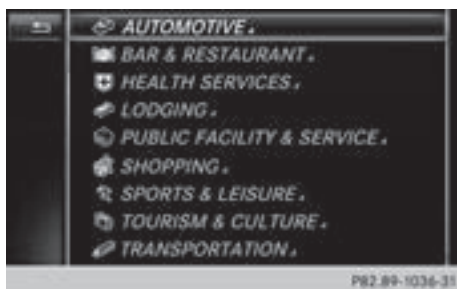 AUTOMOTIVE
BAR & RESTAURANT
HEALTH SERVICES
LODGING
PUBLIC FACILITY & SERVICE
SHOPPING
SPORTS & LEISURE
TOURISM & CULTURE
TRANSPORTATION
P82.89-1036-31